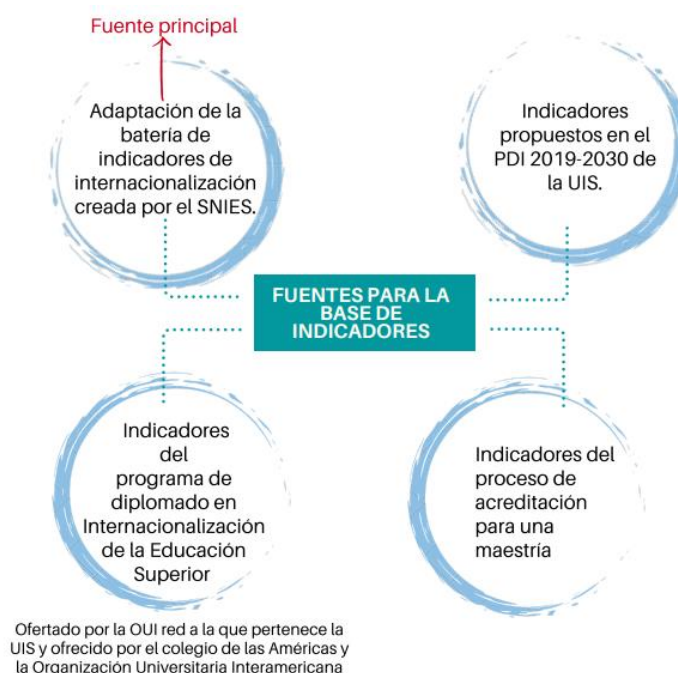 Fuente principal
Adaptación de la
batería de
indicadores de
internacionalización
creada por el SNIES.
Indicadores
propuestos en el
PDI 2019-2030 de
la UIS.
FUENTES PARA LA
BASE DE
INDICADORES
Indicadores
del
programa de
diplomado en
Internacionalización
de la Educación
Superior
Indicadores del
proceso de
acreditación
para una
maestría
Ofertado por la OUI red a la que pertenece la
UIS y ofrecido por el colegio de las Américas y
la Organización Universitaria Interamericana